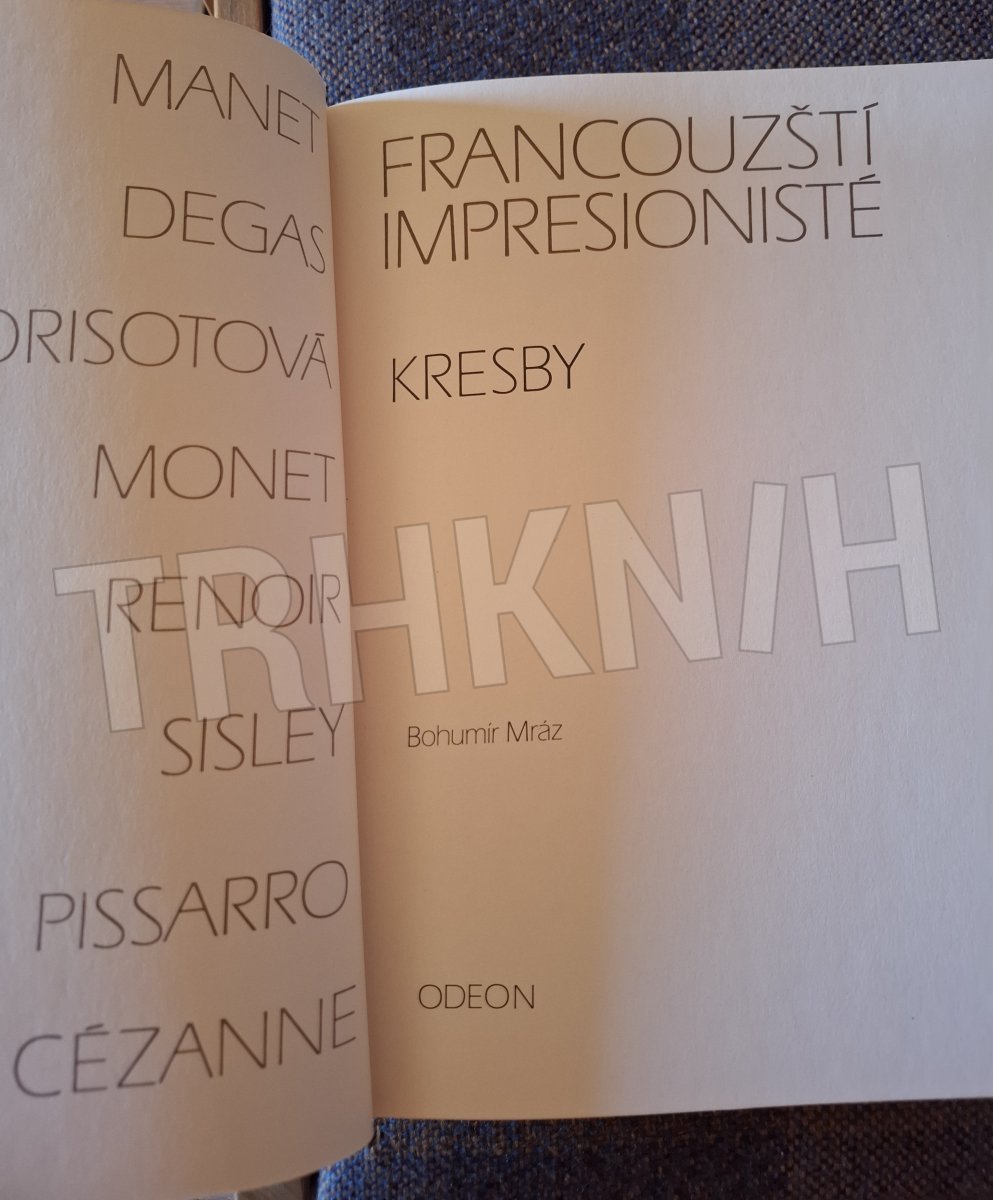 MANET
DEGAS
ORISOTOVÁ
MONET
RENOIR
SISLEY
PISSARRO
CÉZANNE
FRANCOUZŠTÍ
IMPRESIONISTÉ
KRESBY
Bohumír Mráz
ODEON
TRHKNIH